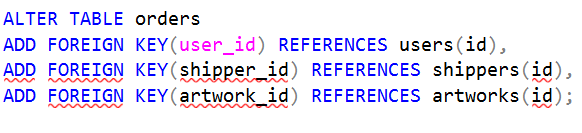 ALTER TABLE orders
ADD FOREIGN KEY(user_id) REFERENCES users(id),
ADD FOREIGN KEY(shipper_id) REFERENCES shippers(id),
ADD FOREIGN KEY(artwork_id) REFERENCES artworks(id);